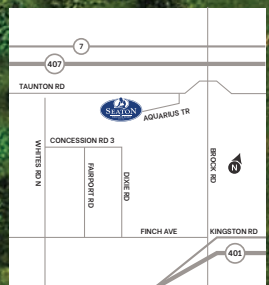 7
407
TAUNTON RD
SEATON
AQUARIUS TR
CONCESSION RD 3
WHITES RD N
FAIRPORT RD
DIXIE RD
BROCK RD
N
FINCH AVE
KINGSTON RD
401